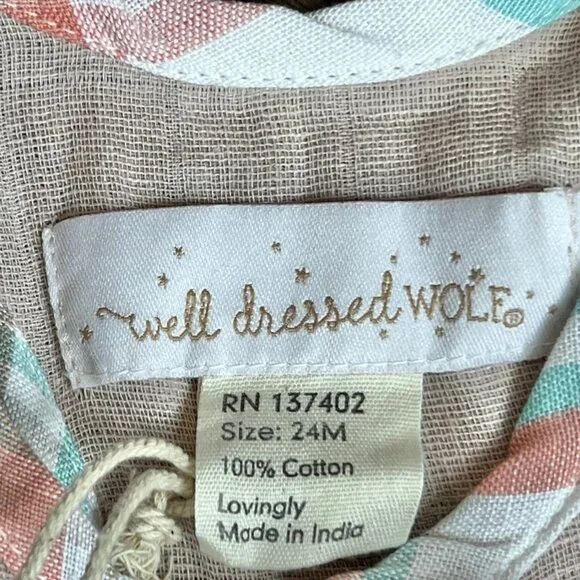 well dressed WOLF®
RN 137402
Size: 24M
100% Cotton
Lovingly
Made in India